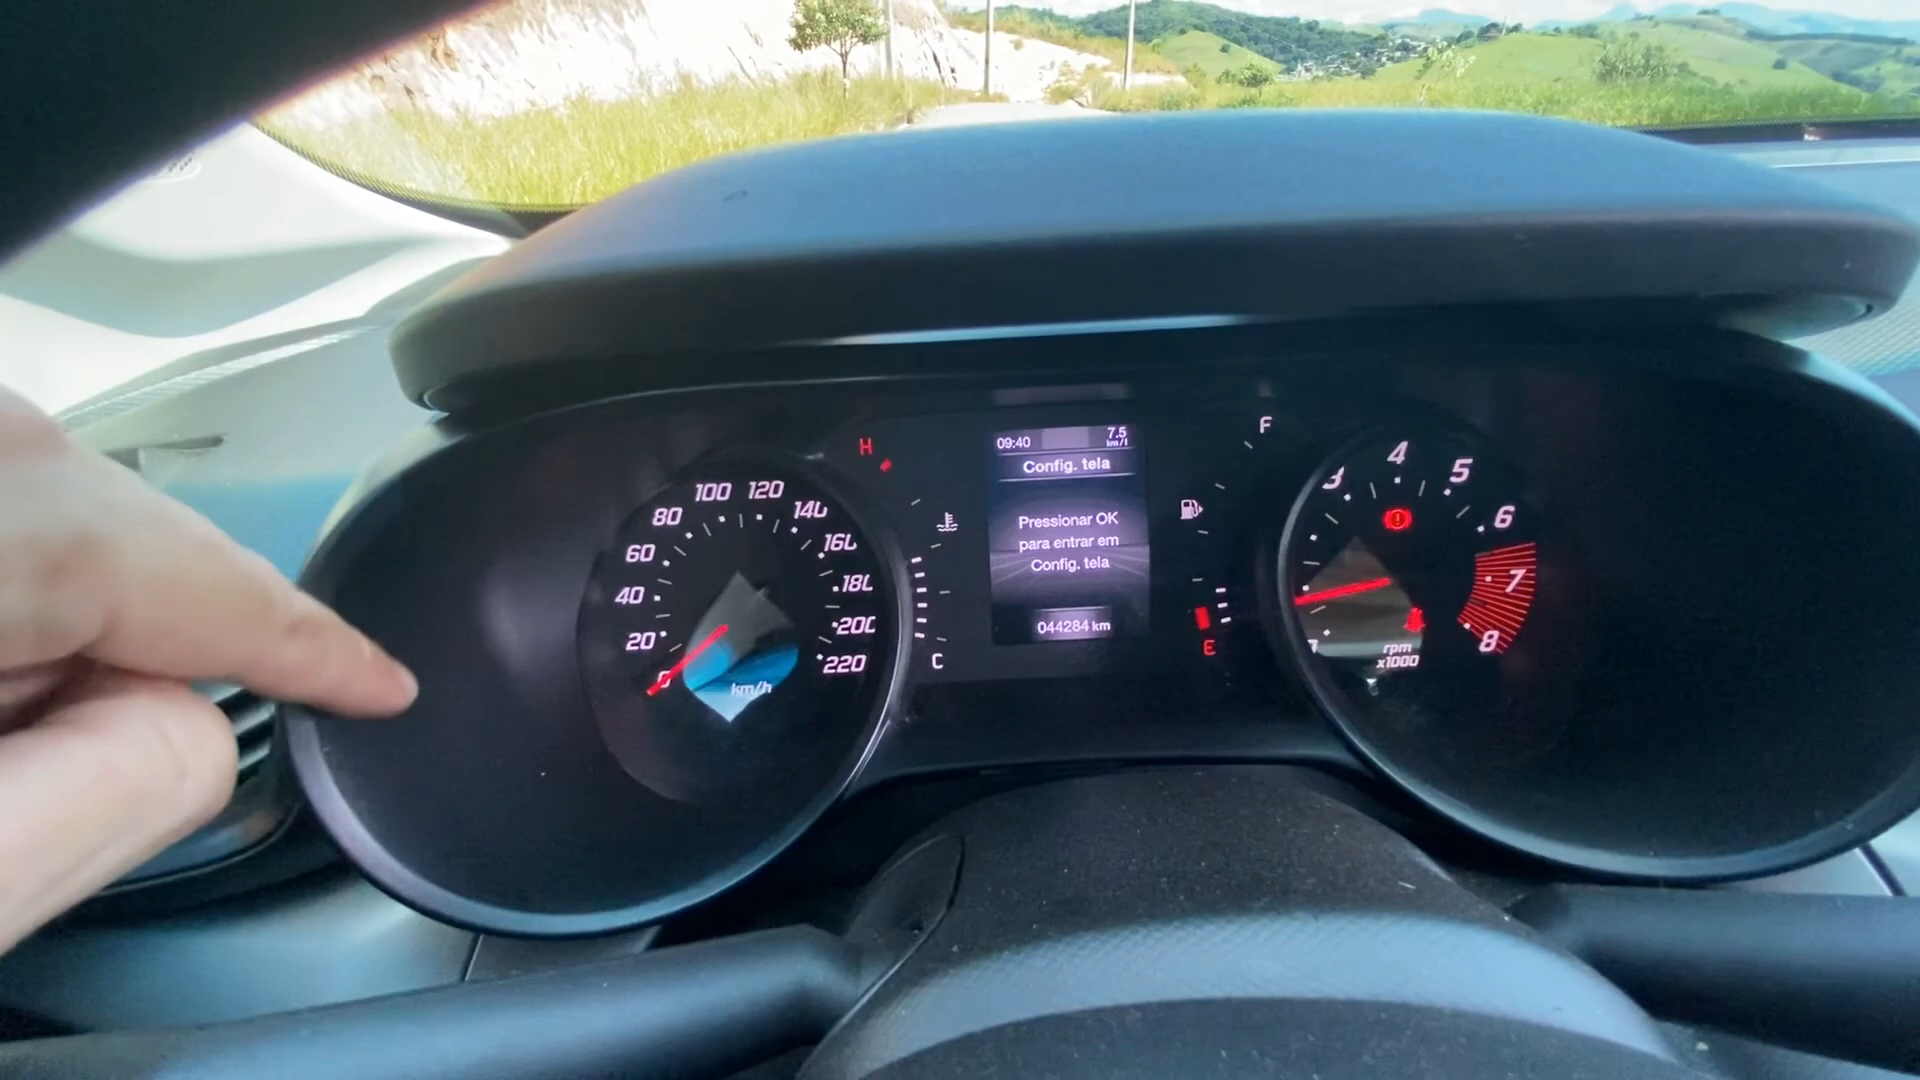 09:40
7.5
km/l
Config. tela
Pressionar OK
para entrar em
Config. tela
044284 km
0
20
40
60
80
100
120
140
160
180
200
220
km/h
H
C
F
E
3
4
5
6
7
8
rpm
x1000